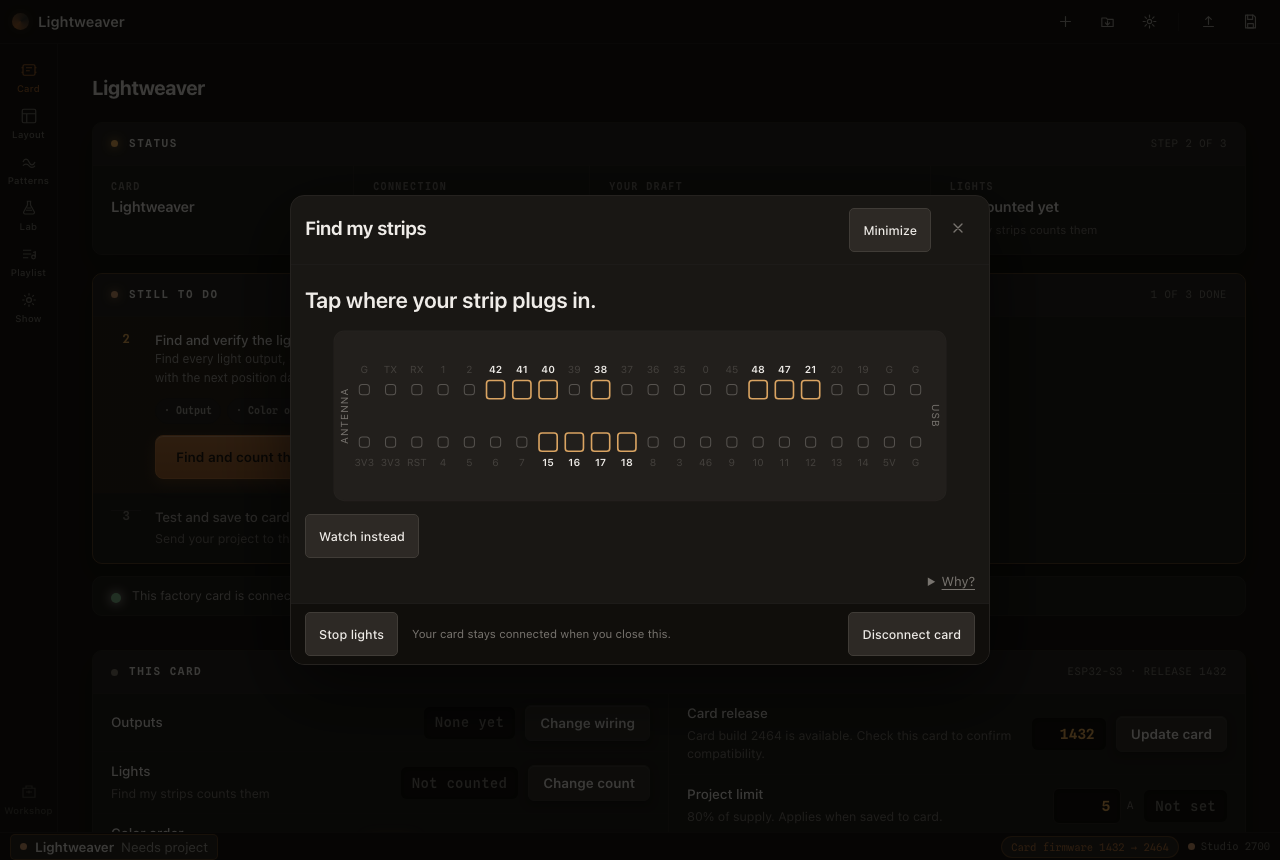 Lightweaver
Card
Layout
Patterns
Lab
Playlist
Show
Workshop
Lightweaver
STATUS
STEP 2 OF 3
CARD
CONNECTION
YOUR DRAFT
LIGHTS
Lightweaver
ounted yet
strips counts them
STILL TO DO
1 OF 3 DONE
2
Find and verify the lig
Find every light output,
with the next position da
· Output
· Color o
Find and count th
3
Test and save to card
Send your project to th
This factory card is connec
Find my strips
Minimize
Tap where your strip plugs in.
G TX RX 1 2 42 41 40 39 38 37 36 35 0 45 48 47 21 20 19 G G
ANTENNA
USB
3V3 3V3 RST 4 5 6 7 15 16 17 18 8 3 46 9 10 11 12 13 14 5V G
Watch instead
Why?
Stop lights
Your card stays connected when you close this.
Disconnect card
THIS CARD
ESP32-S3 · RELEASE 1432
Outputs
None yet
Change wiring
Lights
Find my strips counts them
Not counted
Change count
Color order
Card release
Card build 2464 is available. Check this card to confirm
compatibility.
1432
Update card
Project limit
80% of supply. Applies when saved to card.
5
A
Not set
Lightweaver Needs project
Card firmware 1432 → 2464
Studio 2700